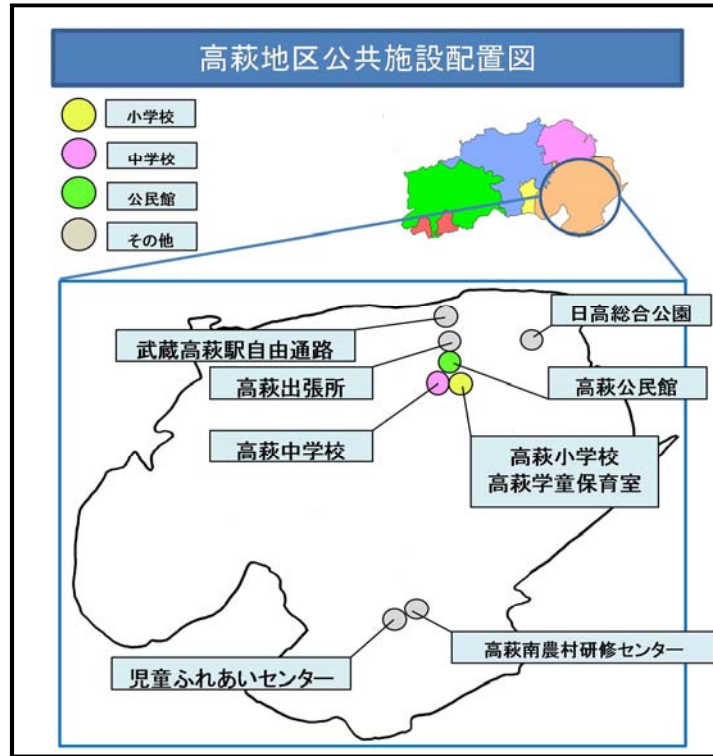 高萩地区公共施設配置図
小学校
中学校
公民館
その他
日高総合公園
武蔵高萩駅自由通路
高萩出張所
高萩公民館
高萩中学校
高萩小学校
高萩学童保育室
高萩南農村研修センター
児童ふれあいセンター